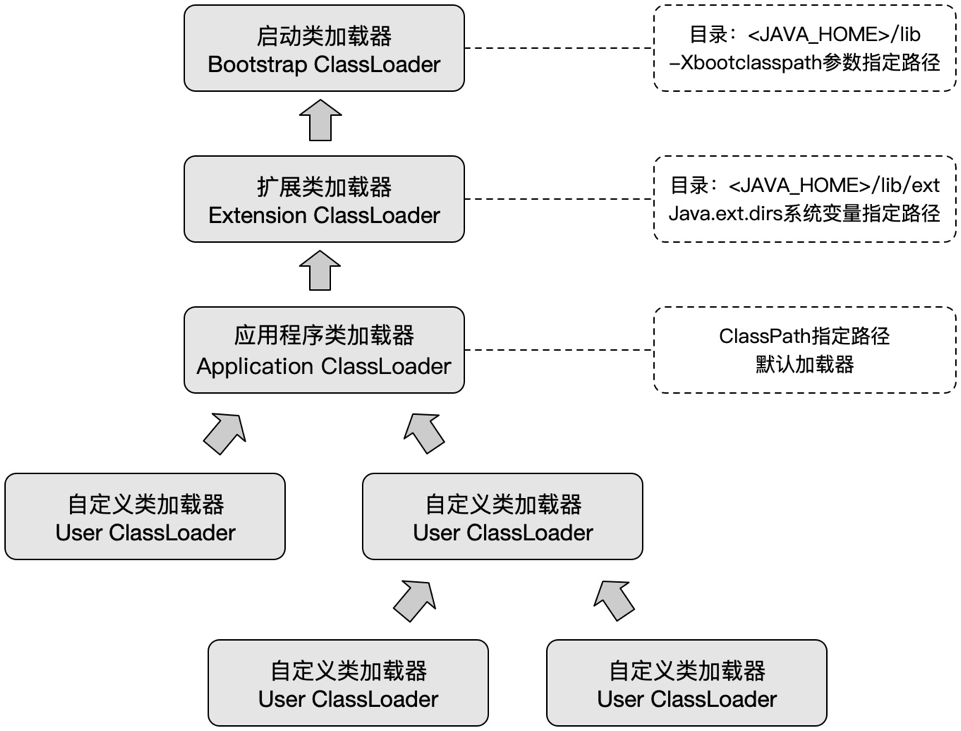 启动类加载器
Bootstrap ClassLoader
目录：<JAVA_HOME>/lib
-Xbootclasspath参数指定路径
扩展类加载器
Extension ClassLoader
目录：<JAVA_HOME>/lib/ext
Java.ext.dirs系统变量指定路径
应用程序类加载器
Application ClassLoader
ClassPath指定路径
默认加载器
自定义类加载器
User ClassLoader
自定义类加载器
User ClassLoader
自定义类加载器
User ClassLoader
自定义类加载器
User ClassLoader